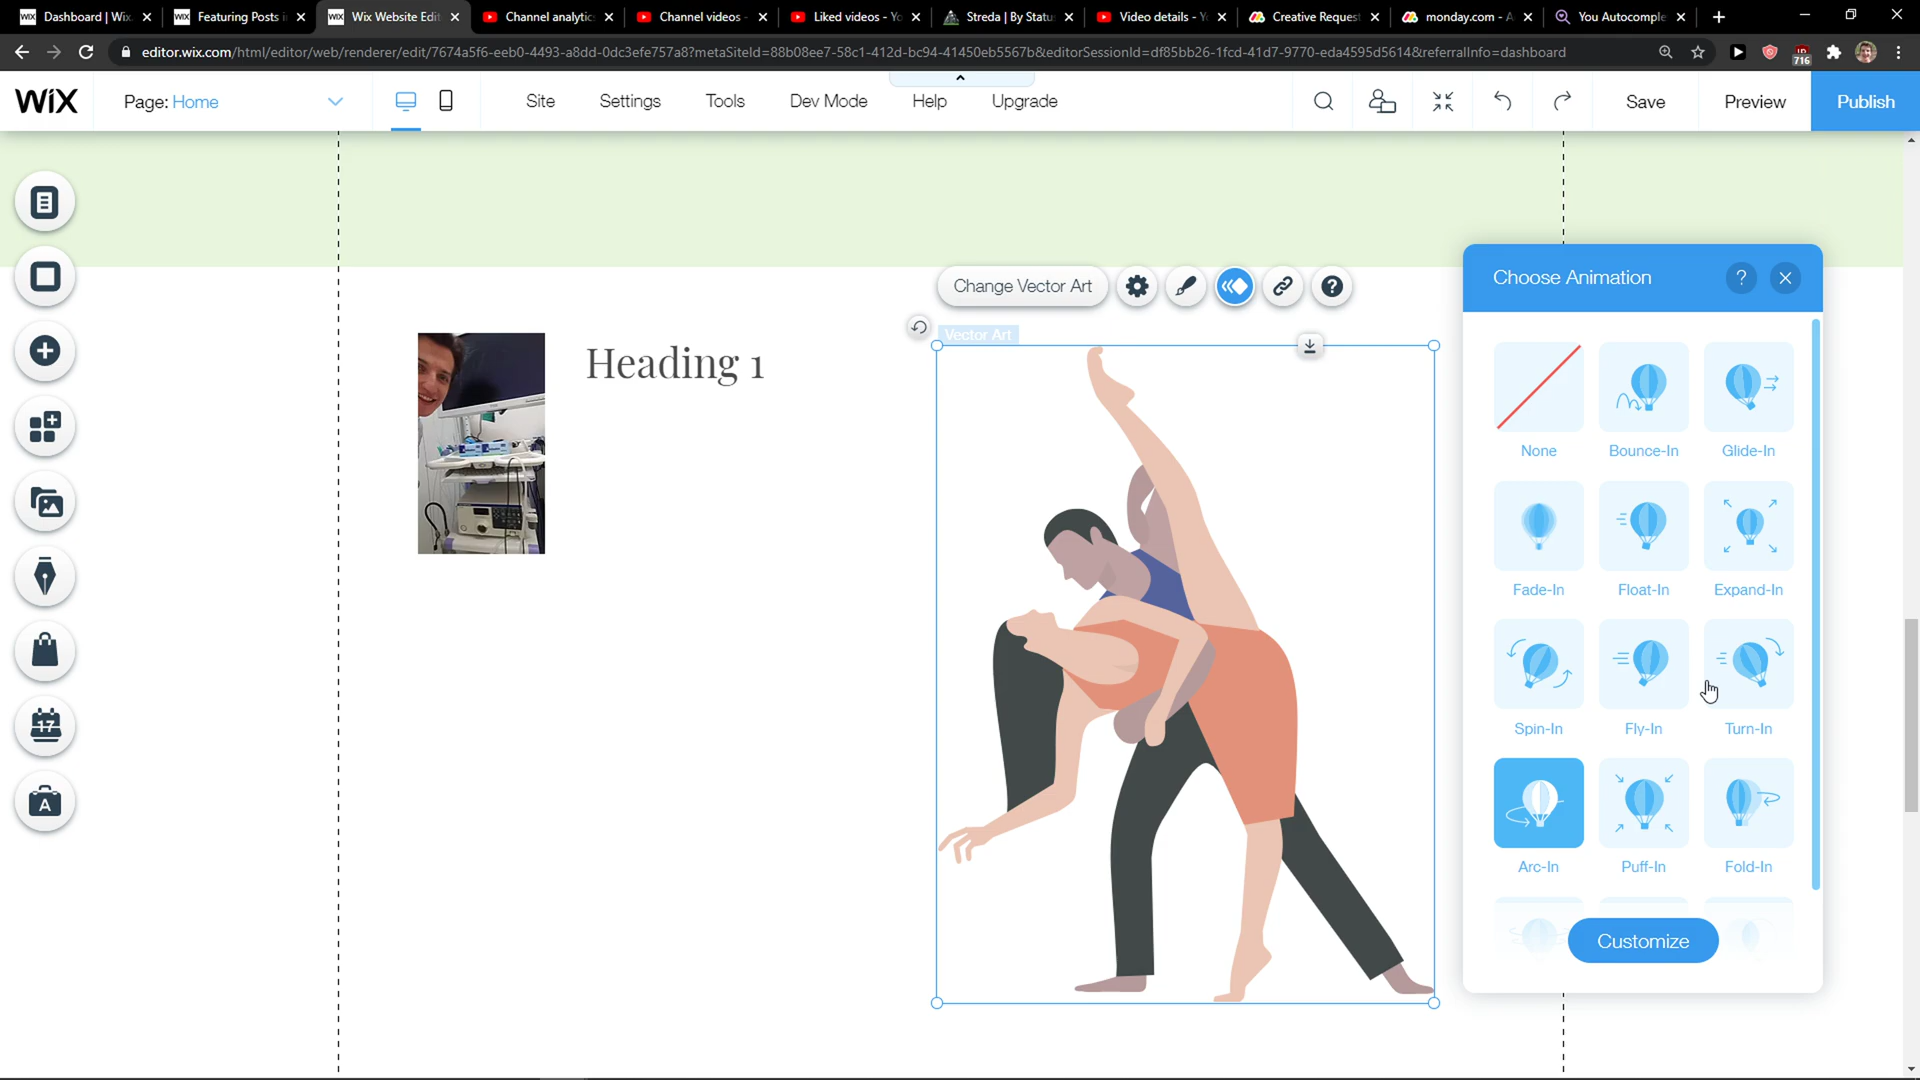 Dashboard | Wix
Featuring Posts i
Wix Website Edit
Channel analytics
Channel videos -
Liked videos - Yo
Streda | By Status
Video details - Y
Creative Request
monday.com - A
You Autocomple
editor.wix.com/html/editor/web/renderer/edit/7674a5f6-eeb0-4493-a8dd-0dc3efe757a8?metaSiteId=88b08ee7-58c1-412d-bc94-41450eb5567b&editorSessionId=df85bb26-1fcd-41d7-9770-eda4595d5614&referralInfo=dashboard
716
WiX
Page: Home
Site
Settings
Tools
Dev Mode
Help
Upgrade
Save
Preview
Publish
Change Vector Art
Vector Art
Heading 1
17
A
Choose Animation
?
None
Bounce-In
Glide-In
Fade-In
Float-In
Expand-In
Spin-In
Fly-In
Turn-In
Arc-In
Puff-In
Fold-In
Customize